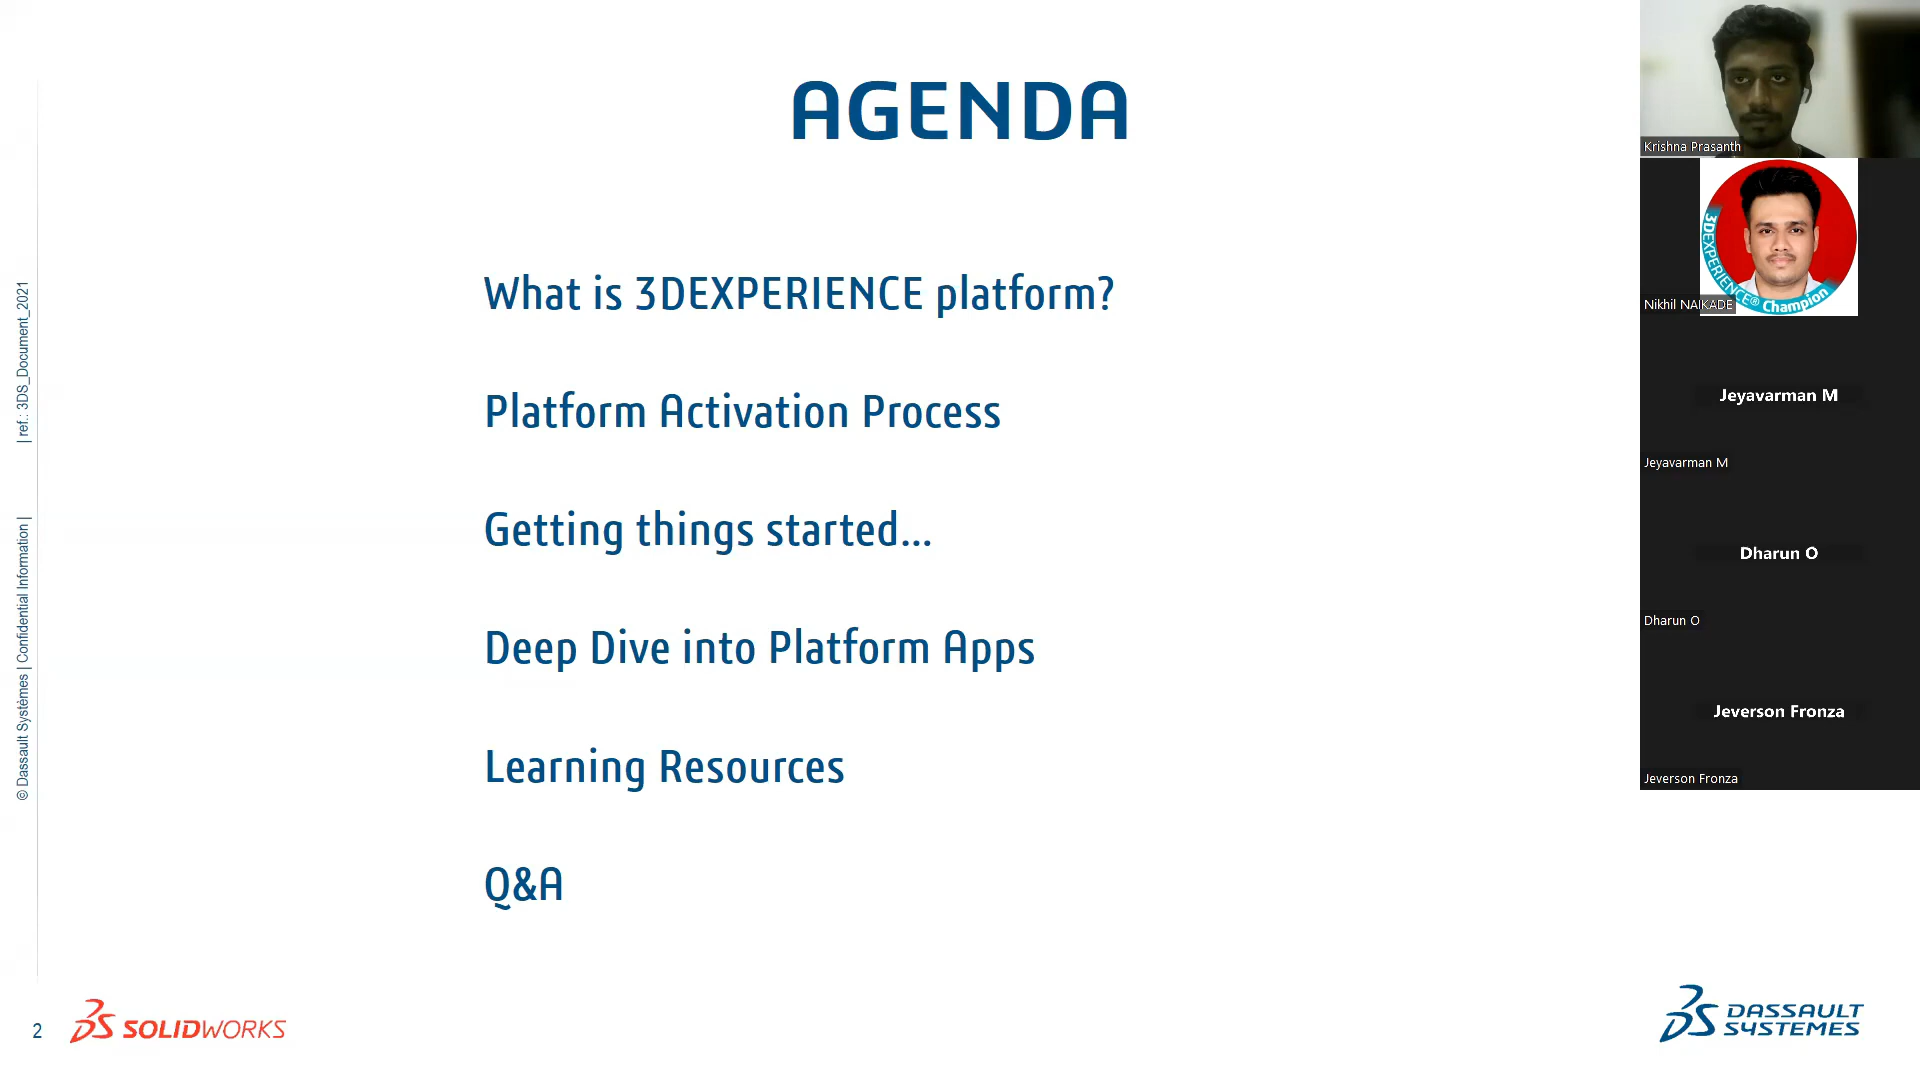 AGENDA
What is 3DEXPERIENCE platform?
Platform Activation Process
Getting things started...
Deep Dive into Platform Apps
Learning Resources
Q&A
© Dassault Systèmes | Confidential Information | | ref.: 3DS_Document_2021
2
3S SOLIDWORKS
3S DASSAULT SYSTEMES
Krishna Prasanth
3DEXPERIENCE® Champion
Nikhil NAIKADE
Jeyavarman M
Jeyavarman M
Dharun O
Dharun O
Jeverson Fronza
Jeverson Fronza